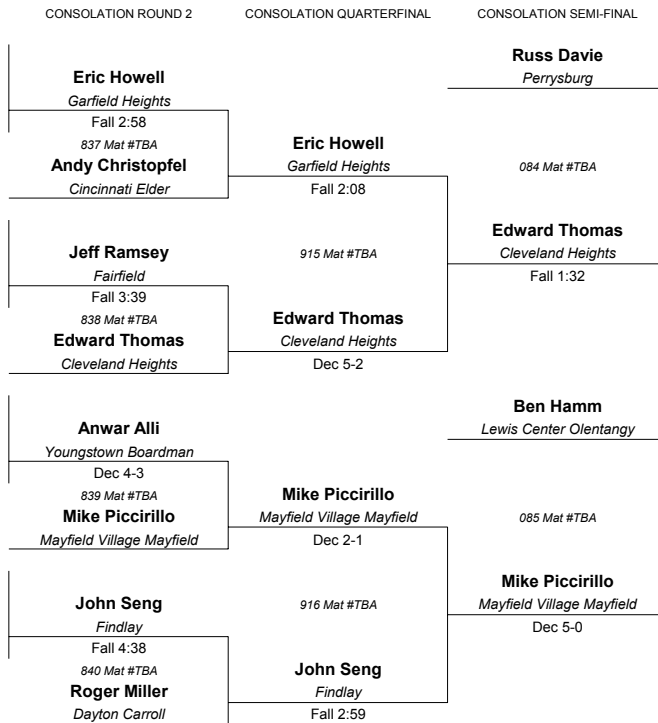 CONSOLATION ROUND 2
CONSOLATION QUARTERFINAL
CONSOLATION SEMI-FINAL
Russ Davie
Perrysburg
Eric Howell
Garfield Heights
Fall 2:58
837 Mat #TBA
Andy Christopfel
Cincinnati Elder
Eric Howell
Garfield Heights
Fall 2:08
084 Mat #TBA
Jeff Ramsey
Fairfield
Fall 3:39
838 Mat #TBA
Edward Thomas
Cleveland Heights
915 Mat #TBA
Edward Thomas
Cleveland Heights
Dec 5-2
Edward Thomas
Cleveland Heights
Fall 1:32
Ben Hamm
Lewis Center Olentangy
Anwar Alli
Youngstown Boardman
Dec 4-3
839 Mat #TBA
Mike Piccirillo
Mayfield Village Mayfield
Mike Piccirillo
Mayfield Village Mayfield
Dec 2-1
085 Mat #TBA
John Seng
Findlay
Fall 4:38
840 Mat #TBA
Roger Miller
Dayton Carroll
916 Mat #TBA
John Seng
Findlay
Fall 2:59
Mike Piccirillo
Mayfield Village Mayfield
Dec 5-0